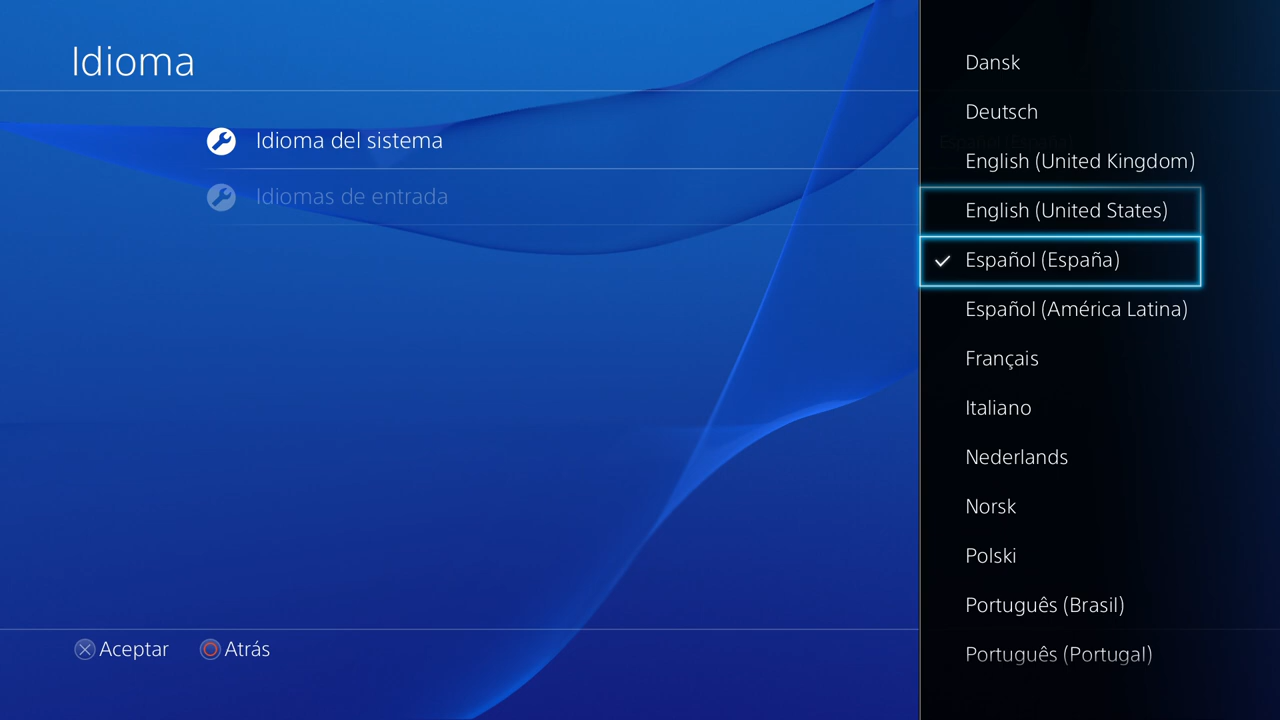 Idioma
Idioma del sistema
Idiomas de entrada
Dansk
Deutsch
English (United Kingdom)
English (United States)
Español (España)
Español (América Latina)
Français
Italiano
Nederlands
Norsk
Polski
Português (Brasil)
Português (Portugal)
Aceptar
Atrás